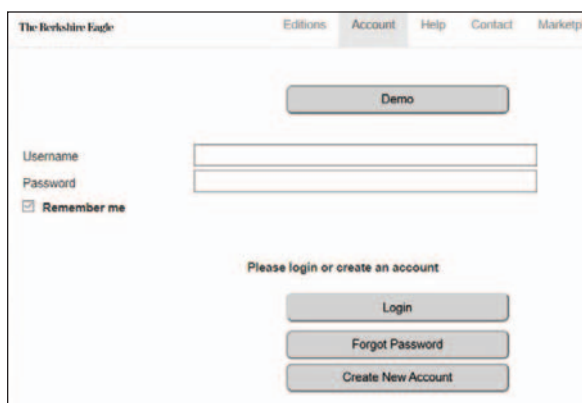 The Berkshire Eagle Editions Account Help Contact Marketp
Demo
Username
Password
Remember me
Please login or create an account
Login
Forgot Password
Create New Account